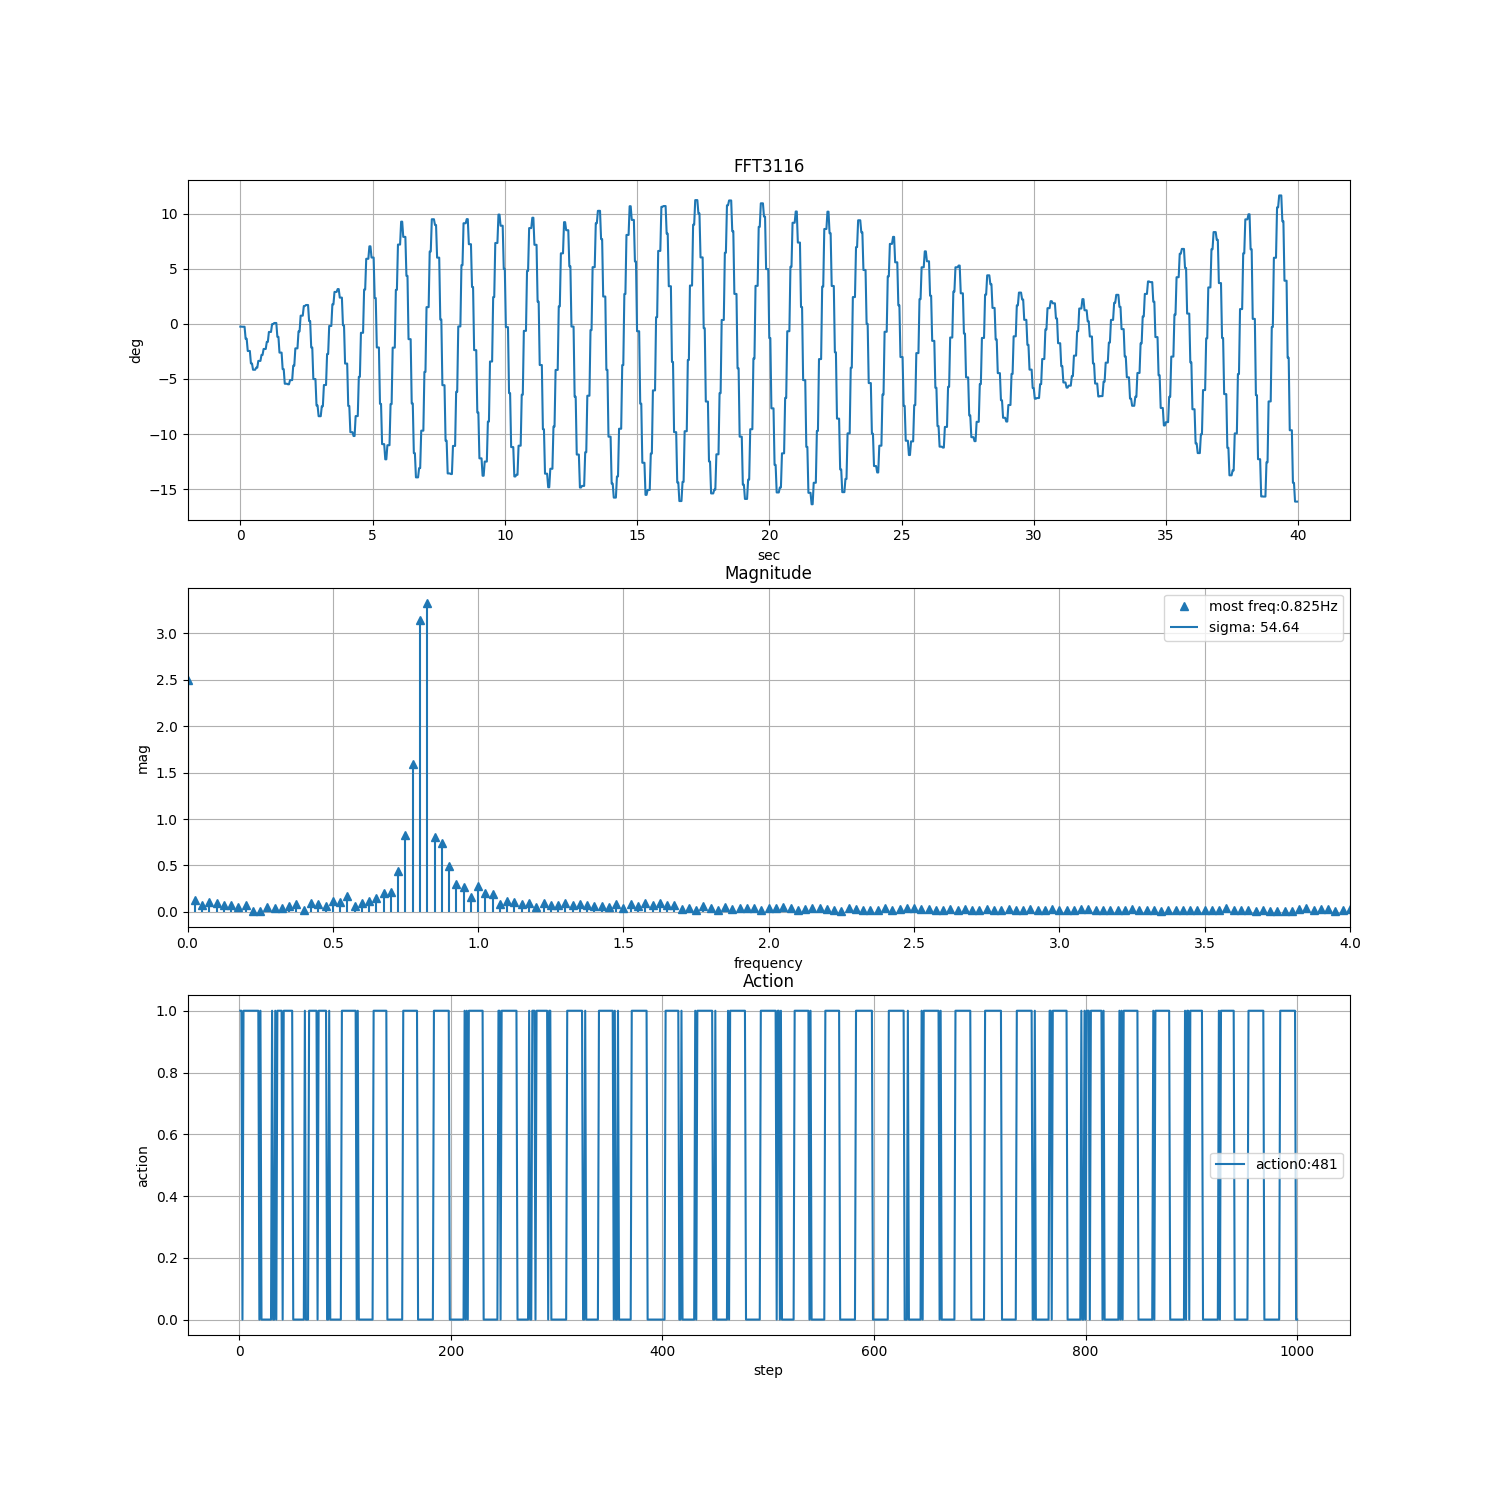 FFT3116
10
5
0
−5
−10
−15
deg
0 5 10 15 20 25 30 35 40
sec
Magnitude
most freq:0.825Hz
sigma: 54.64
3.0
2.5
2.0
1.5
1.0
0.5
0.0
mag
0.0 0.5 1.0 1.5 2.0 2.5 3.0 3.5 4.0
frequency
Action
1.0
0.8
0.6
0.4
0.2
0.0
action
action0:481
0 200 400 600 800 1000
step